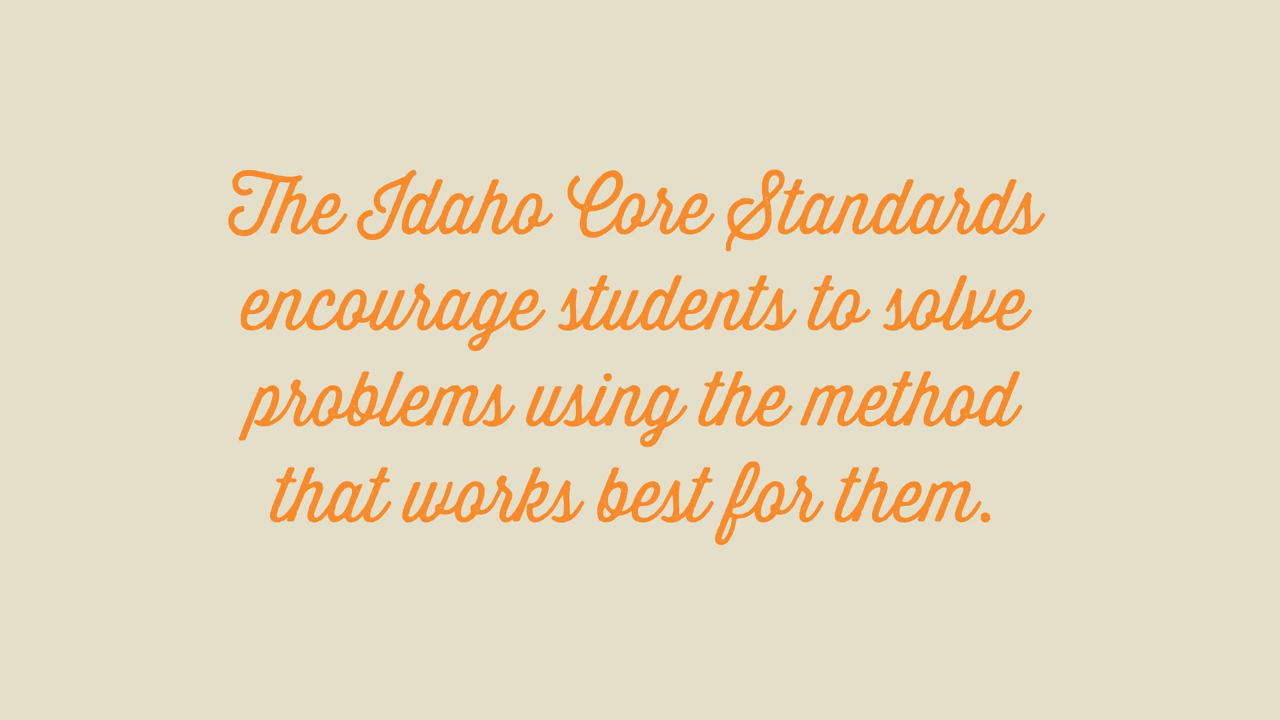 The Idaho Core Standards
encourage students to solve
problems using the method
that works best for them.